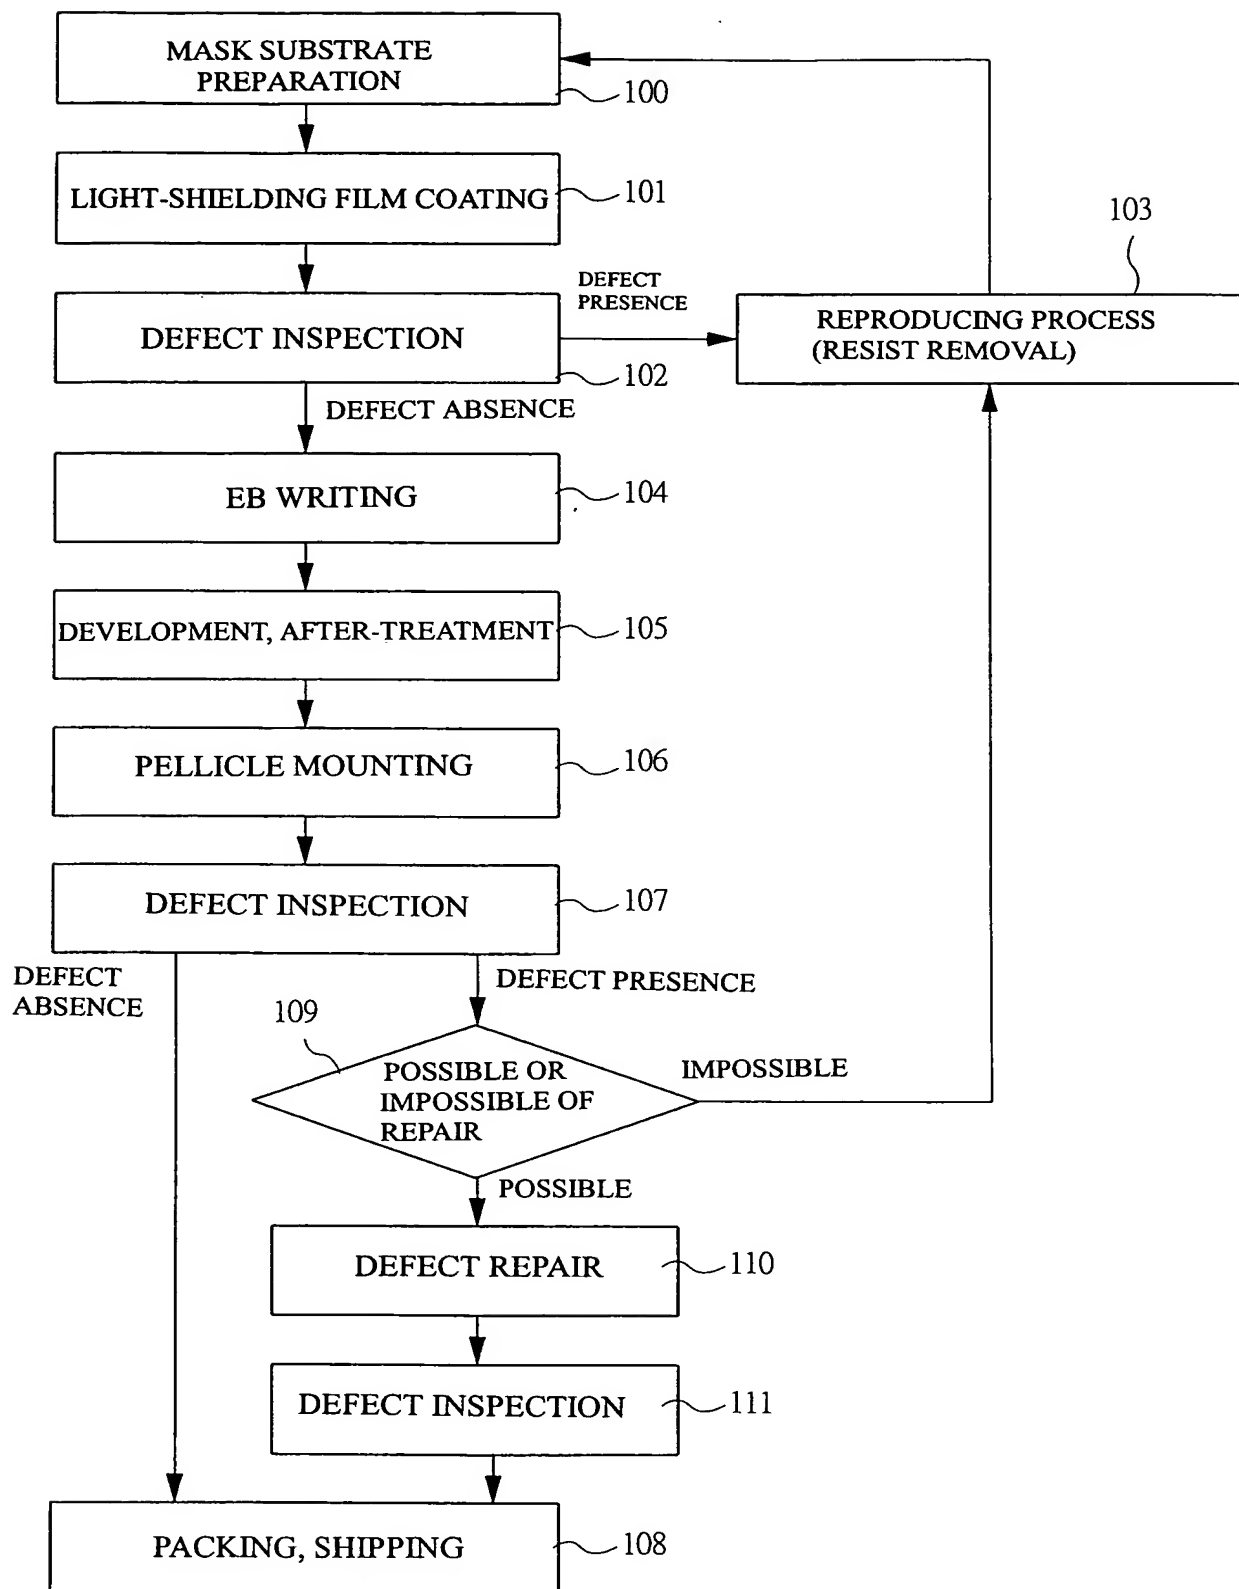 MASK SUBSTRATE
PREPARATION
100
LIGHT-SHIELDING FILM COATING
101
103
DEFECT
PRESENCE
DEFECT INSPECTION
102
REPRODUCING PROCESS
(RESIST REMOVAL)
DEFECT ABSENCE
EB WRITING
104
DEVELOPMENT, AFTER-TREATMENT
105
PELLICLE MOUNTING
106
DEFECT INSPECTION
107
DEFECT
ABSENCE
DEFECT PRESENCE
109
POSSIBLE OR
IMPOSSIBLE OF
REPAIR
IMPOSSIBLE
POSSIBLE
DEFECT REPAIR
110
DEFECT INSPECTION
111
PACKING, SHIPPING
108